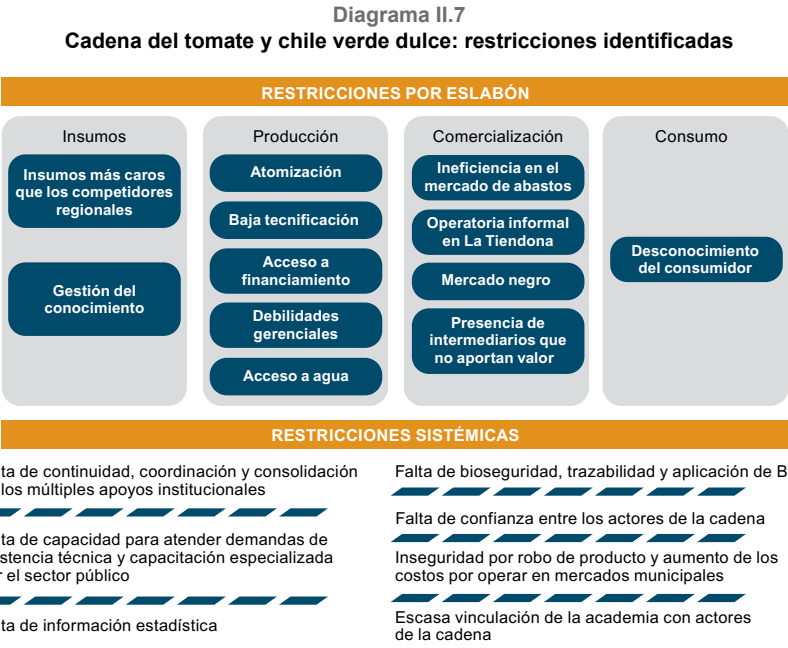 Diagrama II.7
Cadena del tomate y chile verde dulce: restricciones identificadas
RESTRICCIONES POR ESLABÓN
Insumos
Insumos más caros
que los competidores
regionales
Gestión del
conocimiento
Producción
Atomización
Baja tecnificación
Acceso a
financiamiento
Debilidades
gerenciales
Acceso a agua
Comercialización
Ineficiencia en el
mercado de abastos
Operatoria informal
en La Tiendona
Mercado negro
Presencia de
intermediarios que
no aportan valor
Consumo
Desconocimiento
del consumidor
RESTRICCIONES SISTÉMICAS
ta de continuidad, coordinación y consolidación
los múltiples apoyos institucionales
ta de capacidad para atender demandas de
stencia técnica y capacitación especializada
r el sector público
ta de información estadística
Falta de bioseguridad, trazabilidad y aplicación de B
Falta de confianza entre los actores de la cadena
Inseguridad por robo de producto y aumento de los
costos por operar en mercados municipales
Escasa vinculación de la academia con actores
de la cadena